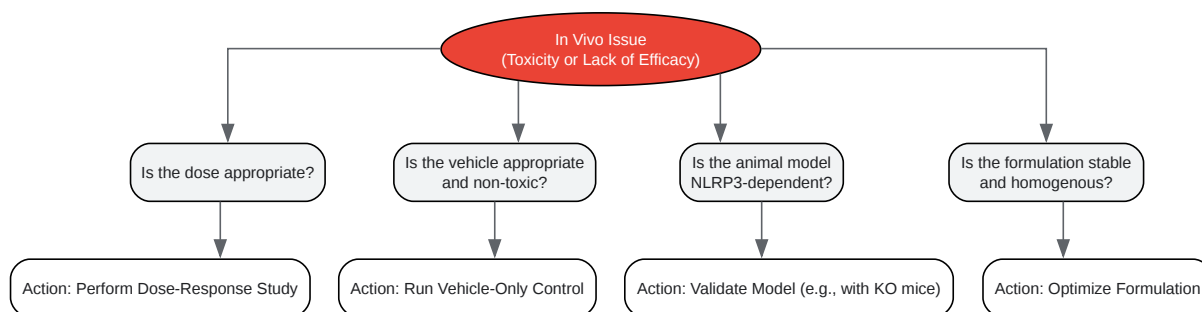 In Vivo Issue
(Toxicity or Lack of Efficacy)
Is the dose appropriate?
Is the vehicle appropriate
and non-toxic?
Is the animal model
NLRP3-dependent?
Is the formulation stable
and homogenous?
Action: Perform Dose-Response Study
Action: Run Vehicle-Only Control
Action: Validate Model (e.g., with KO mice)
Action: Optimize Formulation